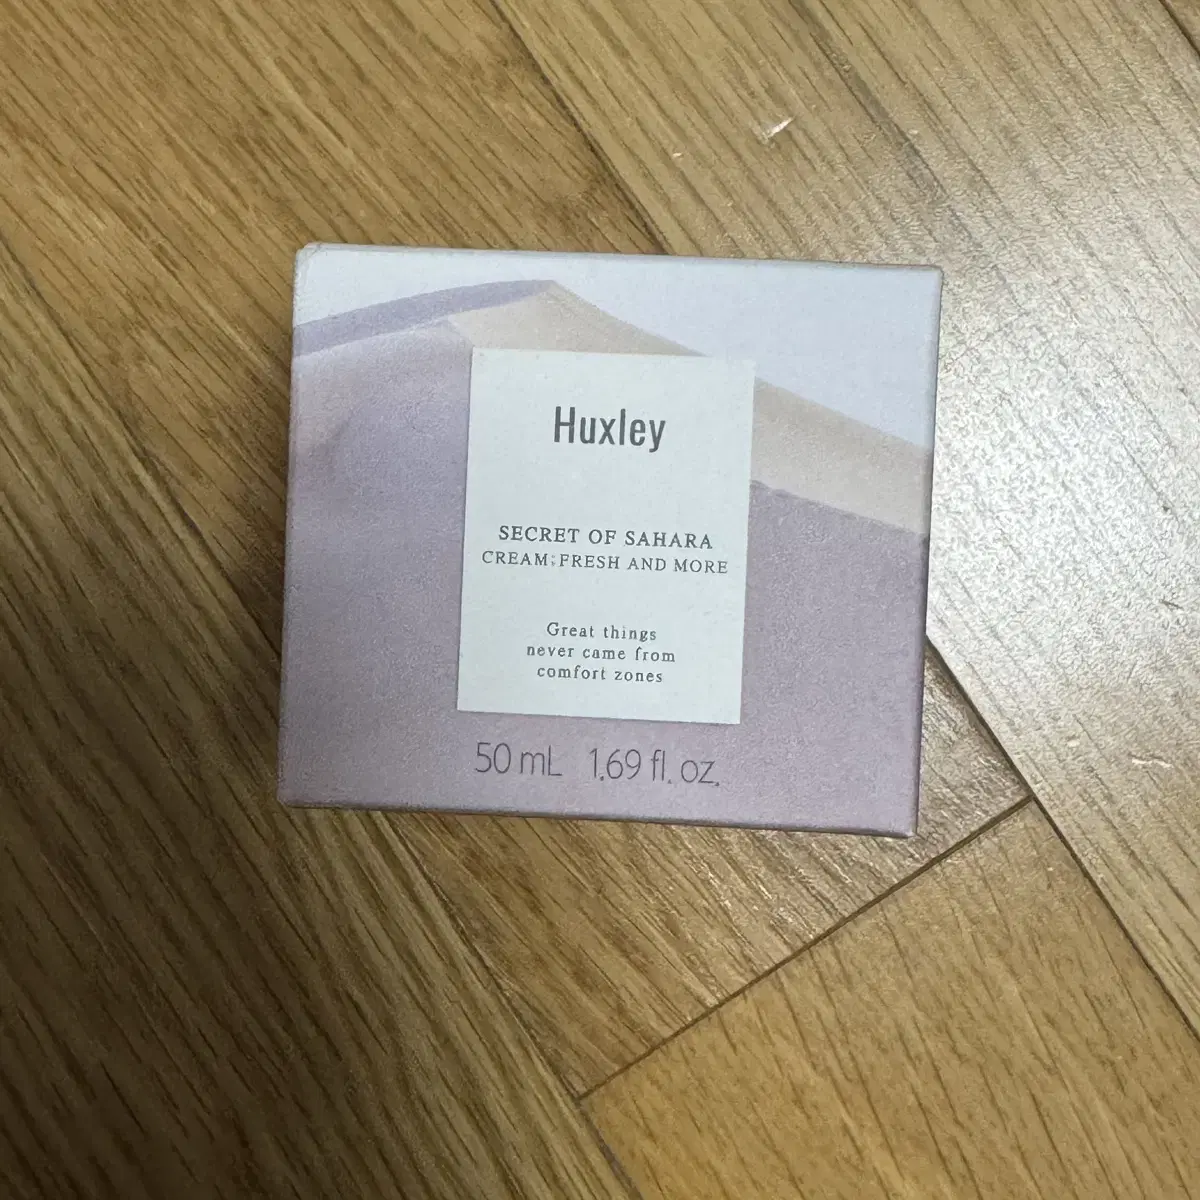 Huxley
SECRET OF SAHARA
CREAM;FRESH AND MORE
Great things
never came from
comfort zones
50 mL 1.69 fl. oz.